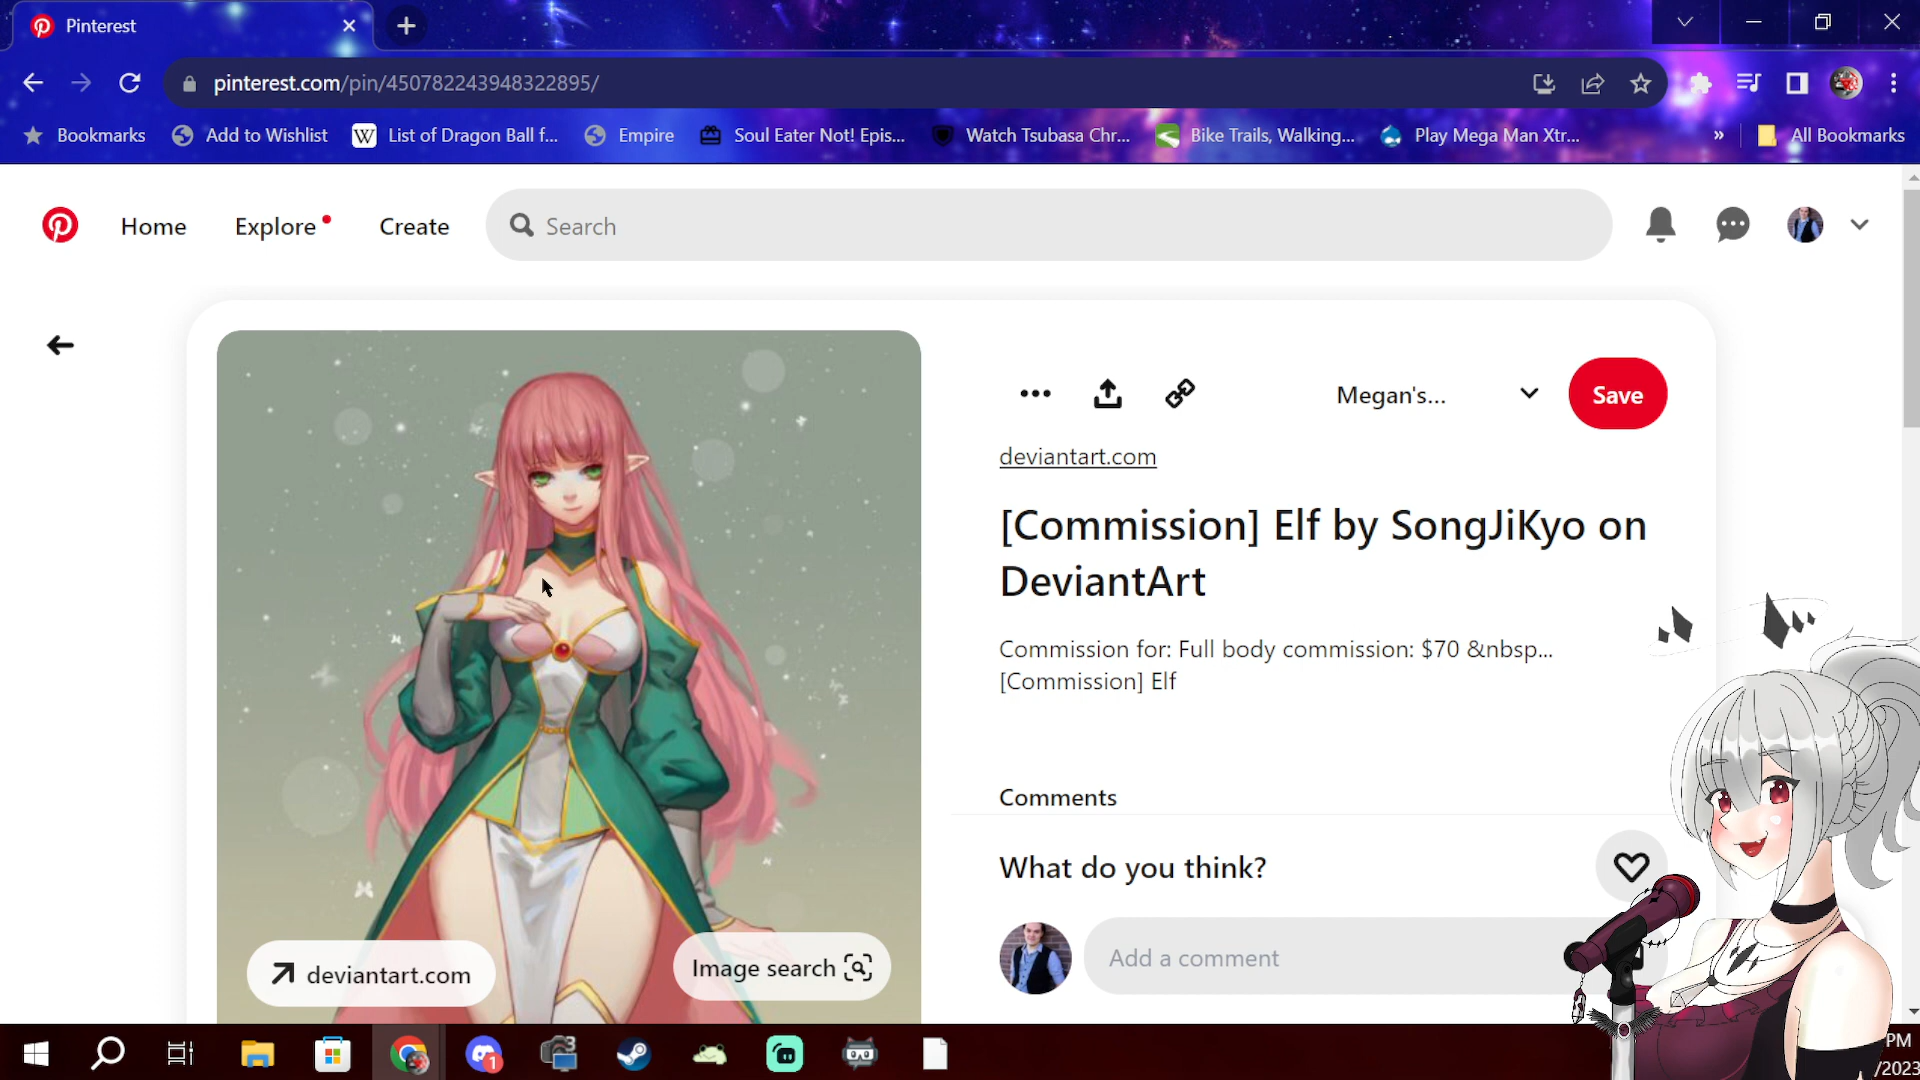 Pinterest
pinterest.com/pin/450782243948322895/
Bookmarks Add to Wishlist List of Dragon Ball f... Empire Soul Eater Not! Epis... Watch Tsubasa Chr... Bike Trails, Walking... Play Mega Man Xtr... » All Bookmarks
Home Explore Create Search
Megan's... Save
deviantart.com
[Commission] Elf by SongJiKyo on
DeviantArt
Commission for: Full body commission: $70 &nbsp...
[Commission] Elf
Comments
What do you think?
Add a comment
deviantart.com
Image search
1
3
PM
/2023